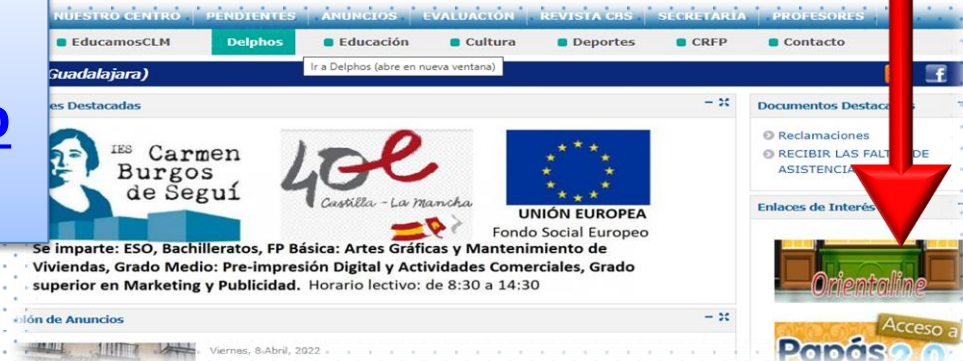 NUESTRO CENTRO PENDIENTES ANUNCIOS EVALUACIÓN REVISTA CBS SECRETARÍA PROFESORES
EducamosCLM Delphos Educación Cultura Deportes CRFP Contacto
Ir a Delphos (abre en nueva ventana)
Guadalajara)
es Destacadas
IES Carmen
Burgos
de Seguí
40e
Castilla - La Mancha
UNIÓN EUROPEA
Fondo Social Europeo
Se imparte: ESO, Bachilleratos, FP Básica: Artes Gráficas y Mantenimiento de
Viviendas, Grado Medio: Pre-impresión Digital y Actividades Comerciales, Grado
superior en Marketing y Publicidad. Horario lectivo: de 8:30 a 14:30
ón de Anuncios
Viernes, 8 Abril, 2022
Documentos Destaca
Reclamaciones
RECIBIR LAS FALT DE
ASISTENCIA
Enlaces de Interés
Orientaline
Acceso a
Papás 2.0